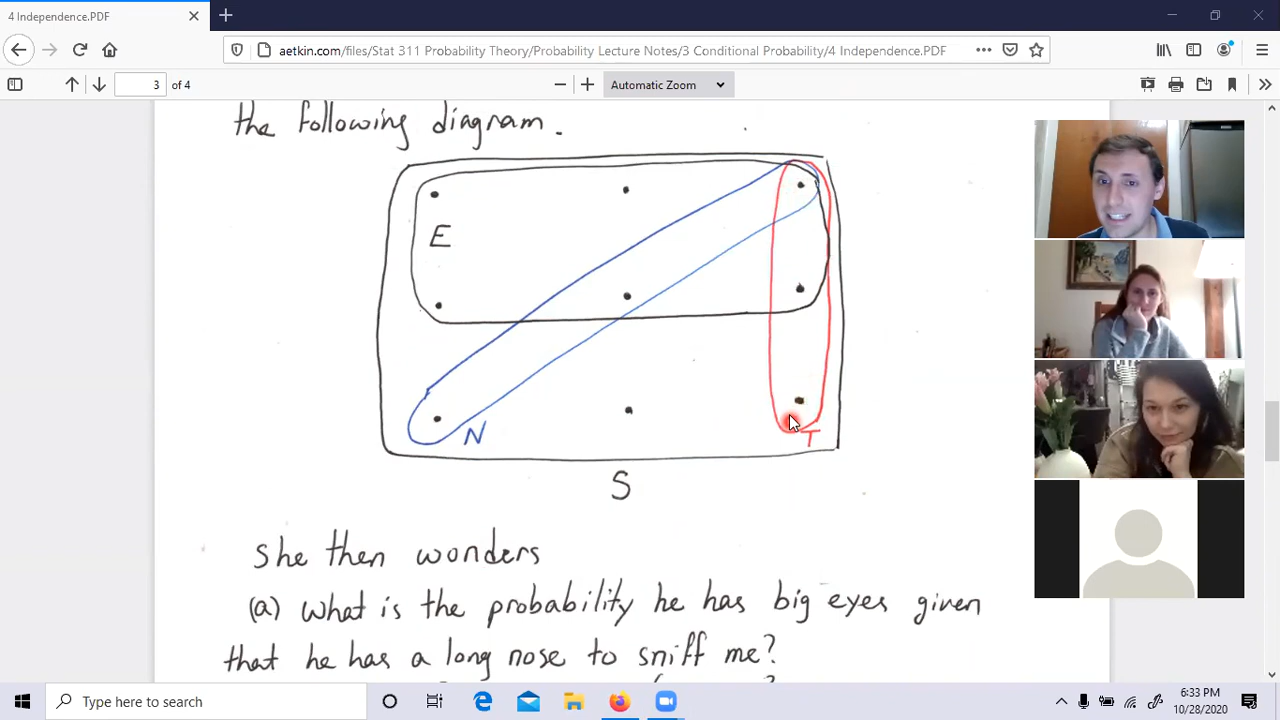 4 Independence.PDF
aetkin.com/files/Stat 311 Probability Theory/Probability Lecture Notes/3 Conditional Probability/4 Independence.PDF
3 of 4
Automatic Zoom
the following diagram.
E
N
T
S
She then wonders
(a) What is the probability he has big eyes given
that he has a long nose to sniff me?
Type here to search
6:33 PM
10/28/2020